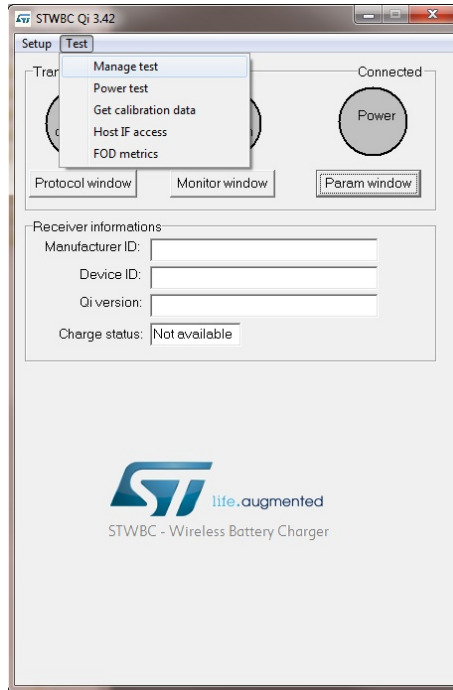 STWBC Qi 3.42
Setup Test
Manage test
Power test
Get calibration data
Host IF access
FOD metrics
Connected
Power
Protocol window
Monitor window
Param window
Receiver informations
Manufacturer ID:
Device ID:
Qi version:
Charge status: Not available
ST
life.augmented
STWBC - Wireless Battery Charger